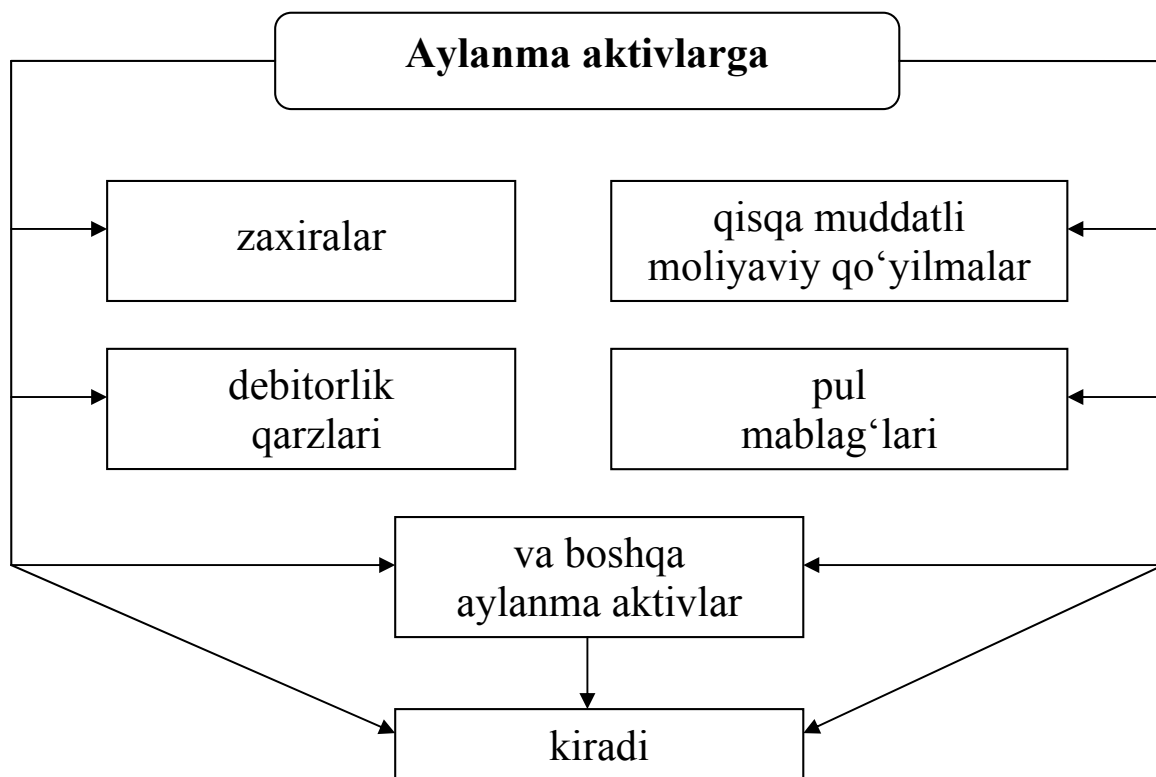 Aylanma aktivlarga
zaxiralar
qisqa muddatli
moliyaviy qo‘yilmalar
debitorlik
qarzlari
pul
mablag‘lari
va boshqa
aylanma aktivlar
kiradi